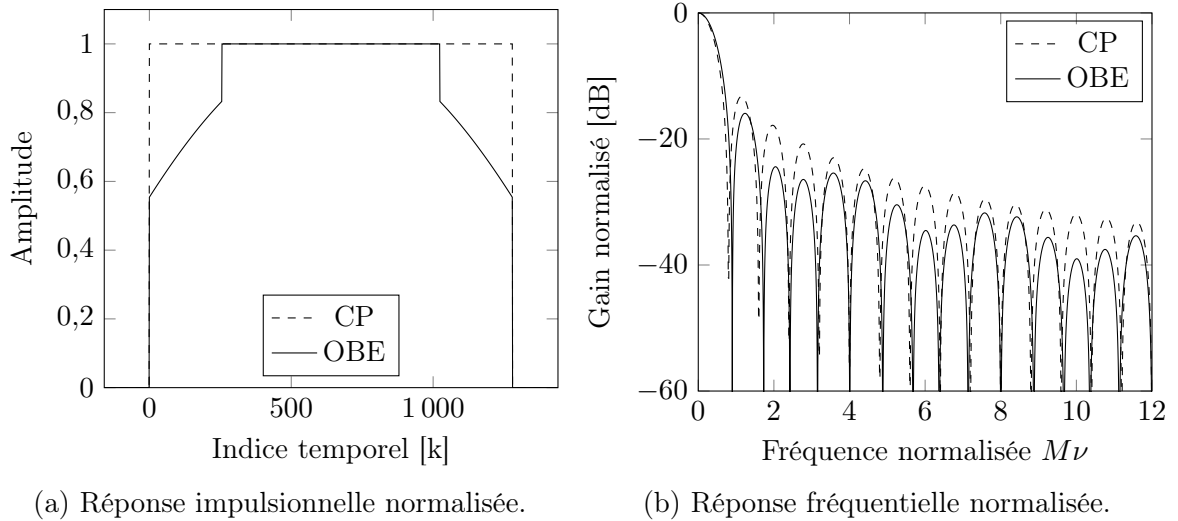 1
0,8
0,6
0,4
0,2
0
0
500
1 000
Amplitude
Indice temporel [k]
CP
OBE
(a) Réponse impulsionnelle normalisée.
0
−20
−40
−60
0
2
4
6
8
10
12
Gain normalisé [dB]
Fréquence normalisée Mν
CP
OBE
(b) Réponse fréquentielle normalisée.